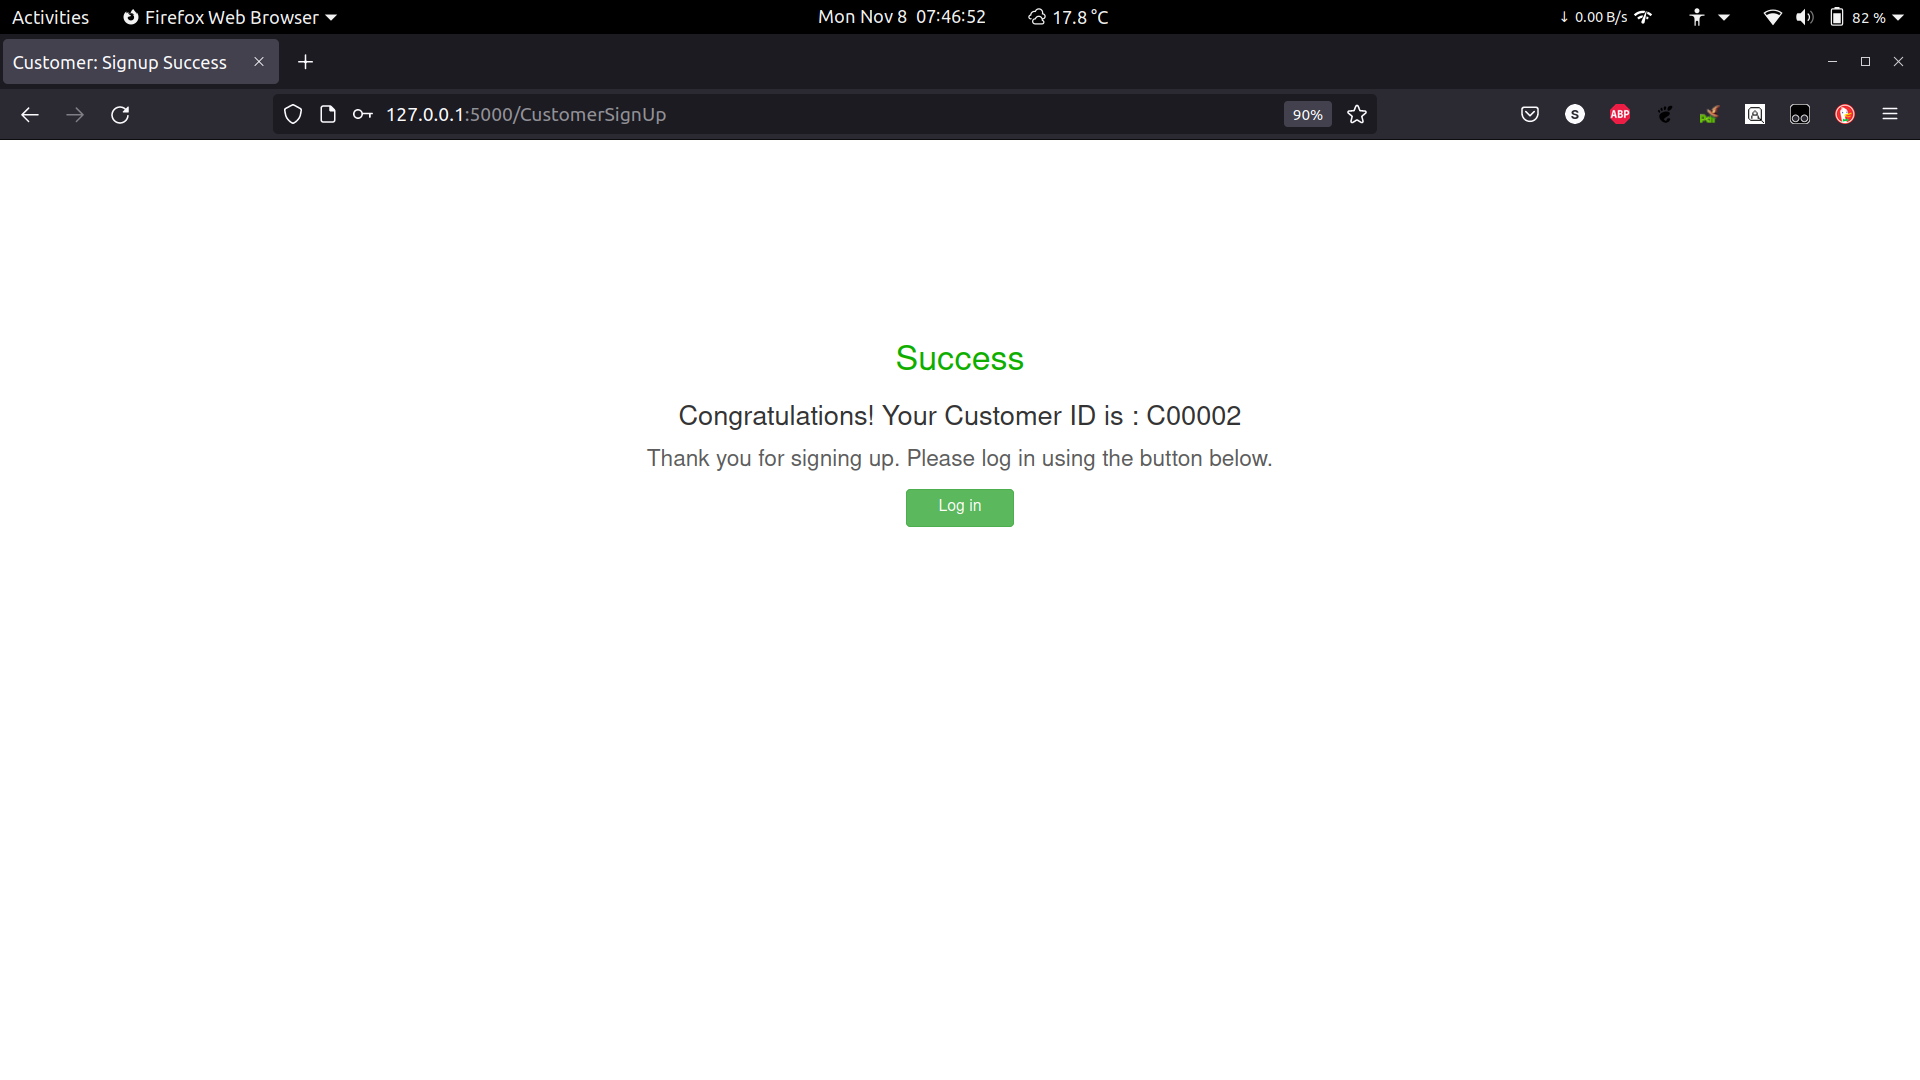 Activities Firefox Web Browser Mon Nov 8 07:46:52 17.8 °C ↓ 0.00 B/s 82 %
Customer: Signup Success
127.0.0.1:5000/CustomerSignUp 90% S ABP Per A
Success
Congratulations! Your Customer ID is : C00002
Thank you for signing up. Please log in using the button below.
Log in